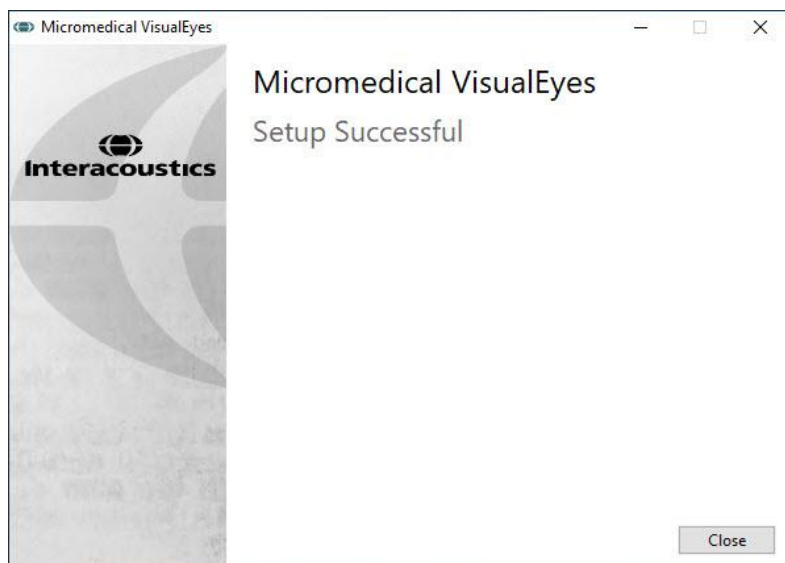 Micromedical VisualEyes
Micromedical VisualEyes
Setup Successful
Interacoustics
Close